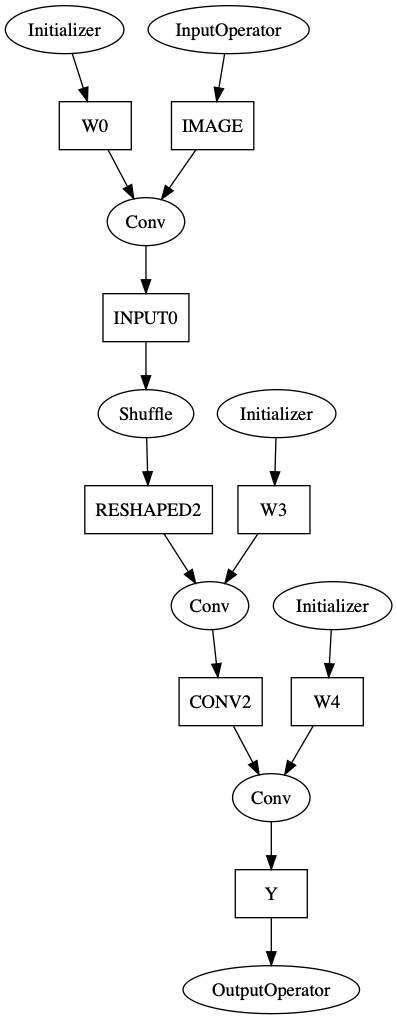 Initializer
InputOperator
W0
IMAGE
Conv
INPUT0
Shuffle
Initializer
RESHAPED2
W3
Conv
Initializer
CONV2
W4
Conv
Y
OutputOperator